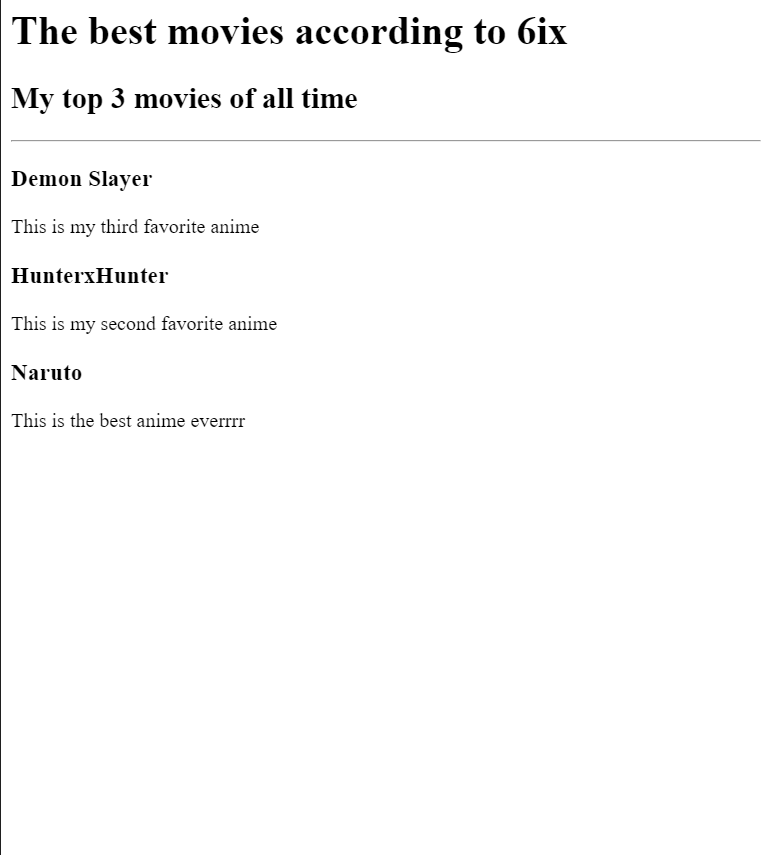 The best movies according to 6ix
My top 3 movies of all time
Demon Slayer
This is my third favorite anime
HunterxHunter
This is my second favorite anime
Naruto
This is the best anime everrrr